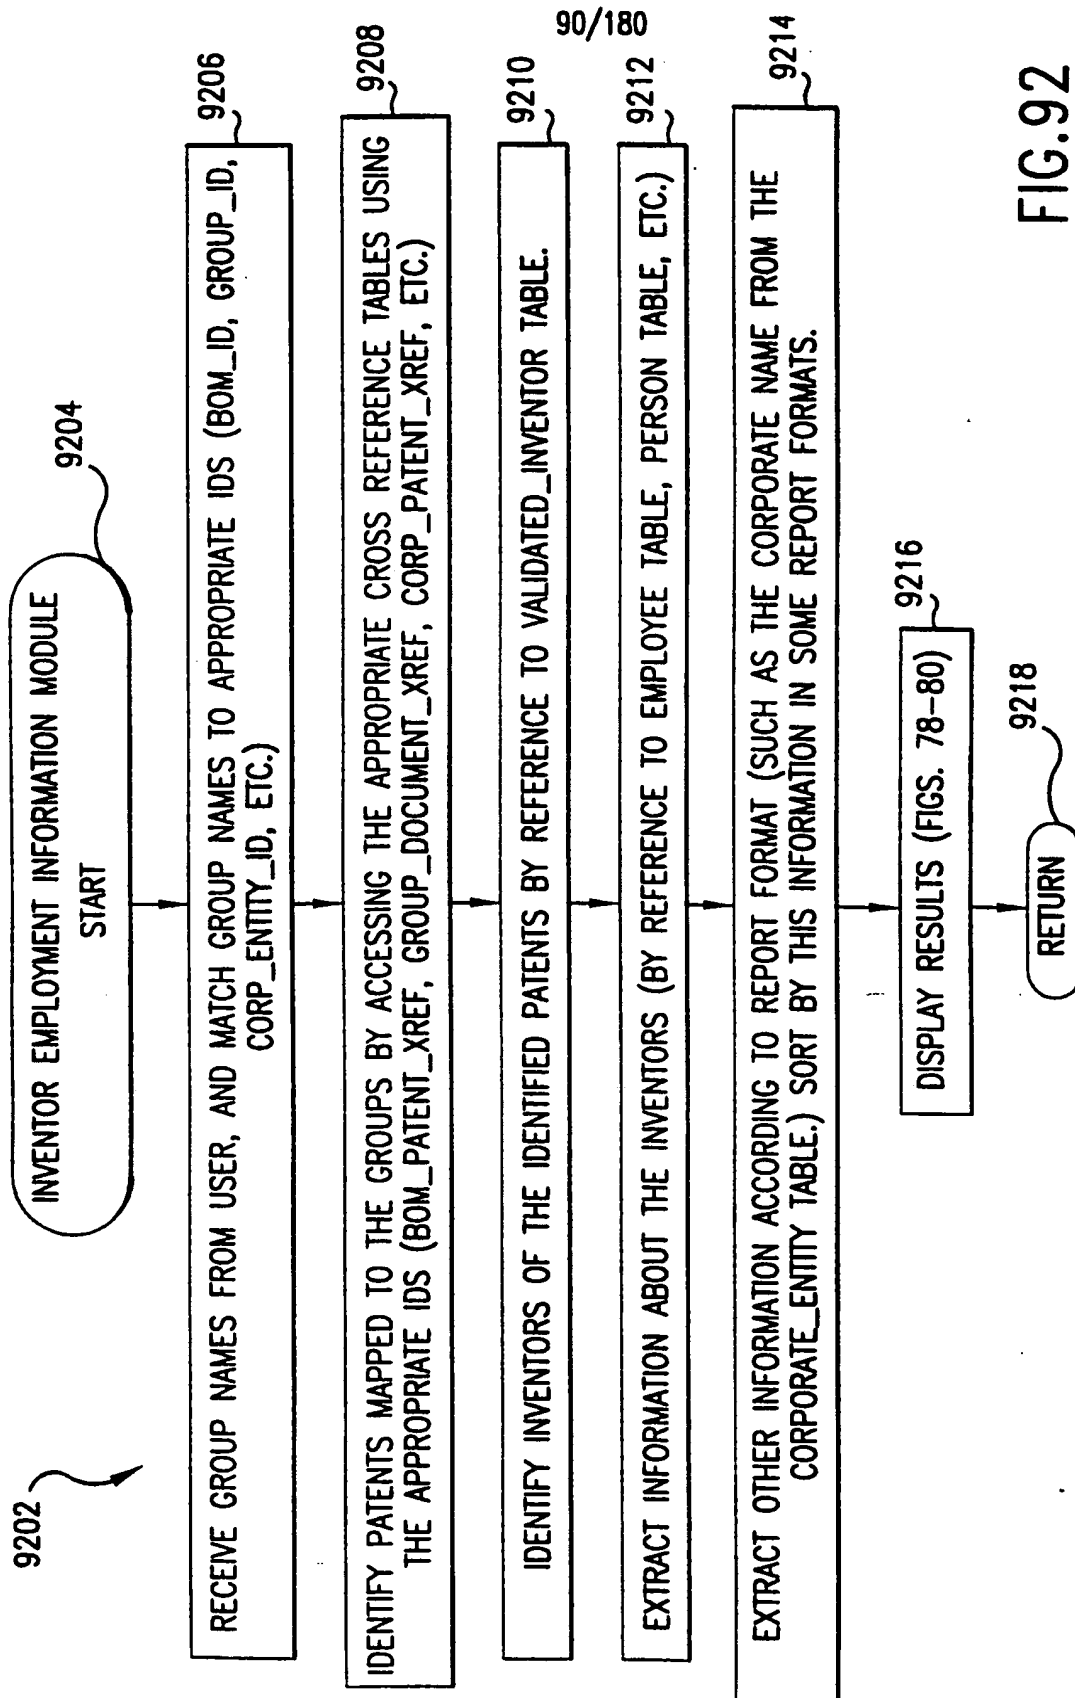 90/180
9202
9204
INVENTOR EMPLOYMENT INFORMATION MODULE
START
9206
RECEIVE GROUP NAMES FROM USER, AND MATCH GROUP NAMES TO APPROPRIATE IDS (BOM_ID, GROUP_ID,
CORP_ENTITY_ID, ETC.)
9208
IDENTIFY PATENTS MAPPED TO THE GROUPS BY ACCESSING THE APPROPRIATE CROSS REFERENCE TABLES USING
THE APPROPRIATE IDS (BOM_PATENT_XREF, GROUP_DOCUMENT_XREF, CORP_PATENT_XREF, ETC.)
9210
IDENTIFY INVENTORS OF THE IDENTIFIED PATENTS BY REFERENCE TO VALIDATED_INVENTOR TABLE.
9212
EXTRACT INFORMATION ABOUT THE INVENTORS (BY REFERENCE TO EMPLOYEE TABLE, PERSON TABLE, ETC.)
9214
EXTRACT OTHER INFORMATION ACCORDING TO REPORT FORMAT (SUCH AS THE CORPORATE NAME FROM THE
CORPORATE_ENTITY TABLE.) SORT BY THIS INFORMATION IN SOME REPORT FORMATS.
9216
DISPLAY RESULTS (FIGS. 78-80)
9218
RETURN
FIG.92